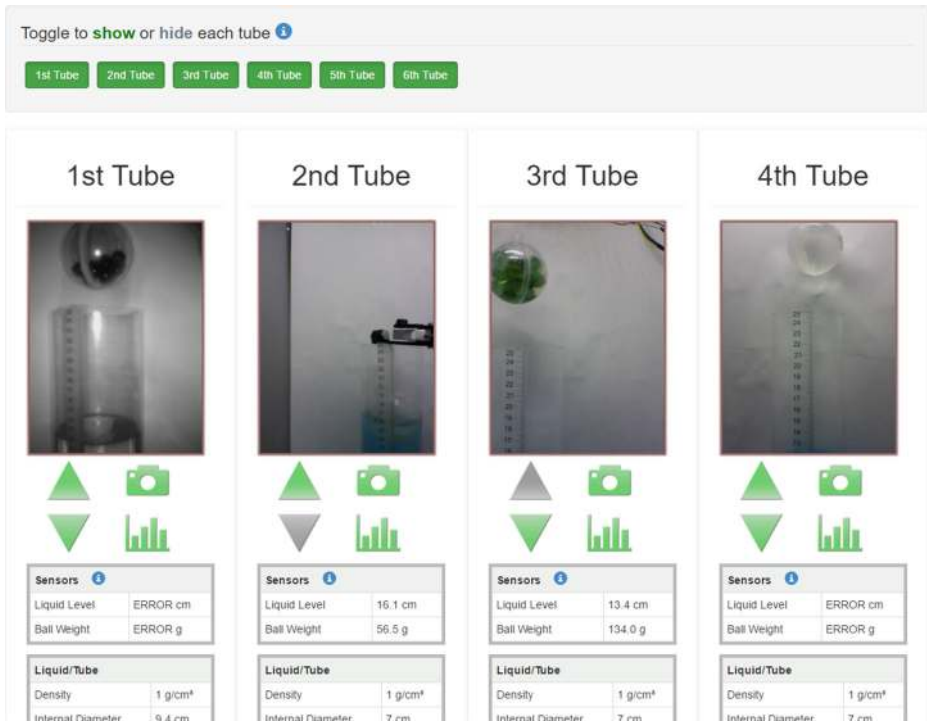 Toggle to show or hide each tube
1st Tube 2nd Tube 3rd Tube 4th Tube 5th Tube 6th Tube
1st Tube 2nd Tube 3rd Tube 4th Tube
Sensors Sensors Sensors Sensors
Liquid Level ERROR cm Liquid Level 16.1 cm Liquid Level 13.4 cm Liquid Level ERROR cm
Ball Weight ERROR g Ball Weight 56.5 g Ball Weight 134.0 g Ball Weight ERROR g
Liquid/Tube Liquid/Tube Liquid/Tube Liquid/Tube
Density 1 g/cm³ Density 1 g/cm³ Density 1 g/cm³ Density 1 g/cm³
Internal Diameter 9.4 cm Internal Diameter 7 cm Internal Diameter 7 cm Internal Diameter 7 cm